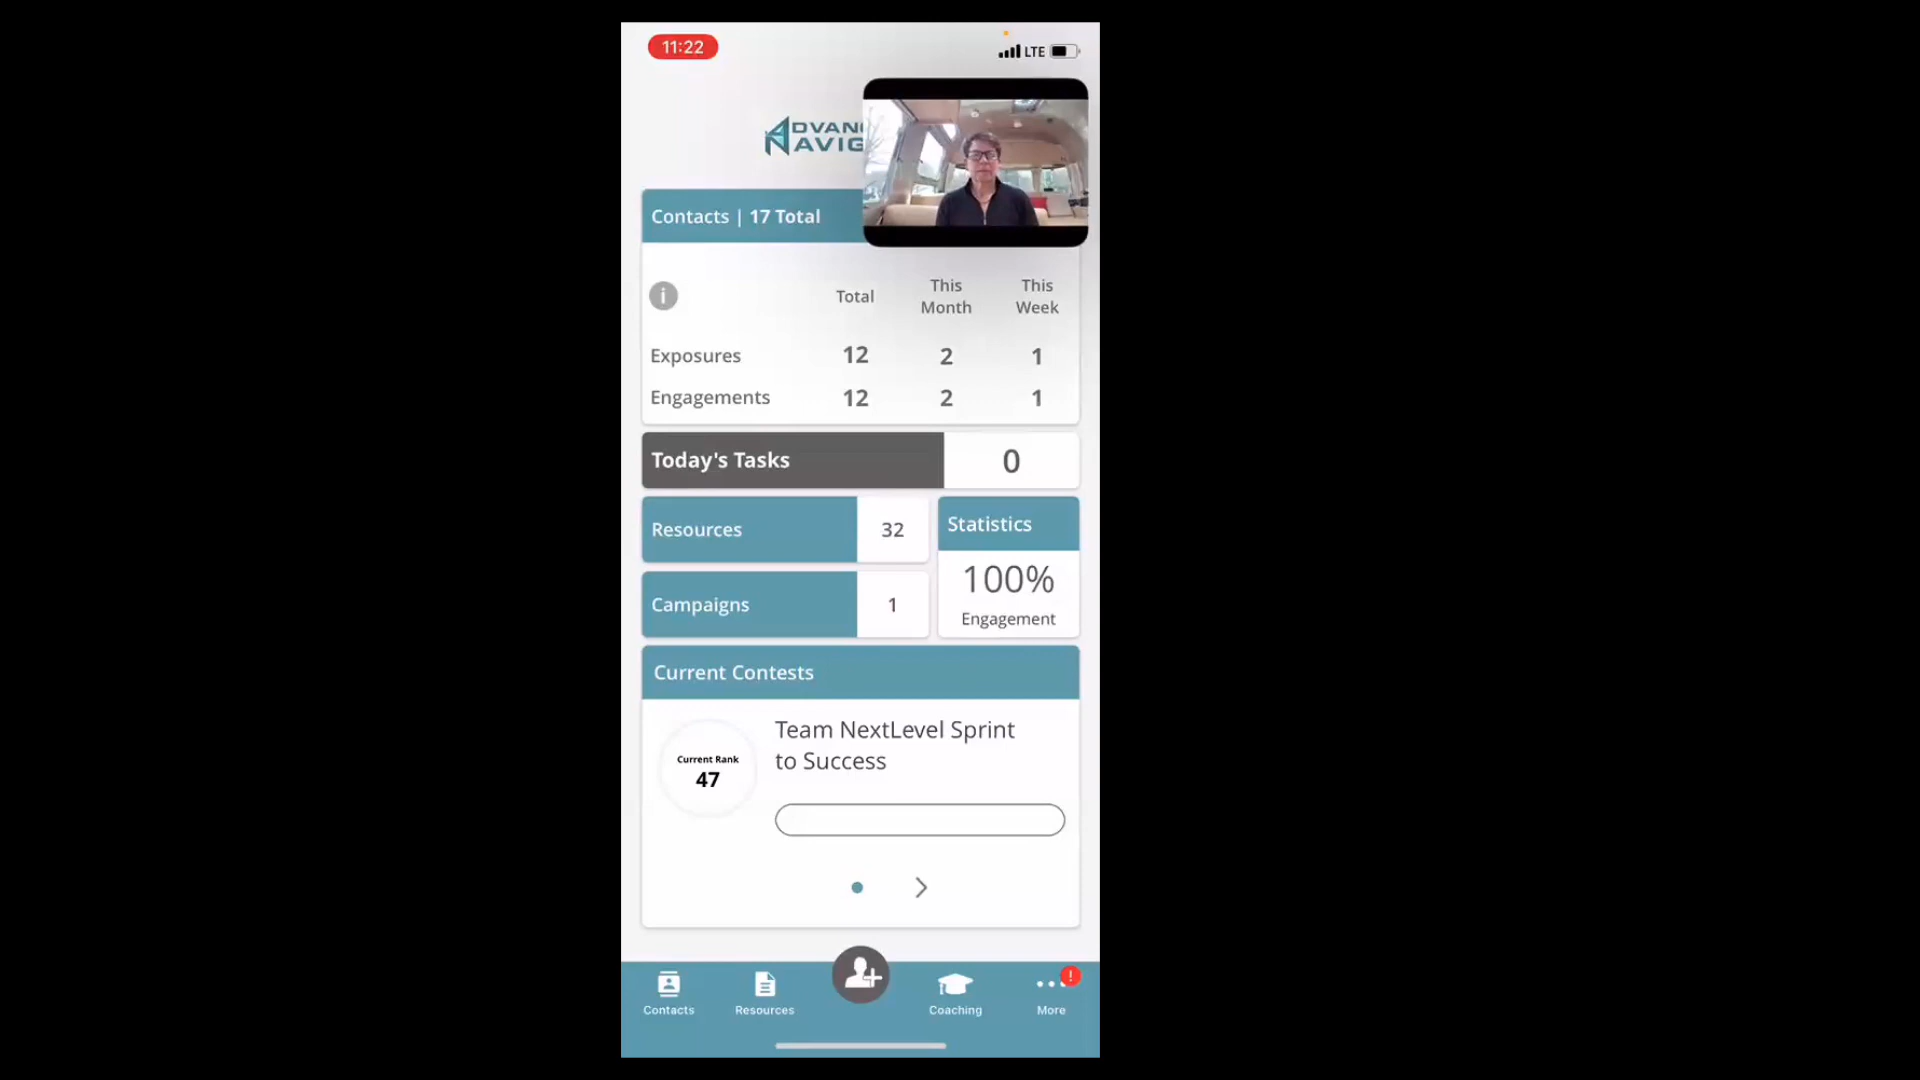 11:22
LTE
Contacts | 17 Total
Total
This Month
This Week
Exposures 12 2 1
Engagements 12 2 1
Today's Tasks 0
Resources 32
Statistics
100%
Engagement
Campaigns 1
Current Contests
Team NextLevel Sprint
to Success
Current Rank
47
Contacts
Resources
Coaching
More